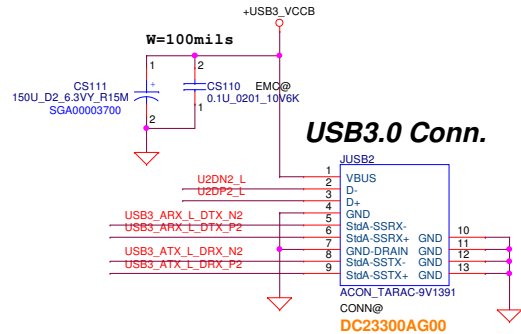 +USB3_VCCB
W=100mils
1
2
CS111
+
CS110
EMC@
150U_D2_6.3VY_R15M
0.1U_0201_10V6K
SGA00003700
2
1
USB3.0 Conn.
JUSB2
1 VBUS
U2DN2_L 2 D-
U2DP2_L 3 D+
4 GND
USB3_ARX_L_DTX_N2 5 StdA-SSRX-
USB3_ARX_L_DTX_P2 6 StdA-SSRX+ GND 10
7 GND-DRAIN GND 11
USB3_ATX_L_DRX_N2 8 StdA-SSTX- GND 12
USB3_ATX_L_DRX_P2 9 StdA-SSTX+ GND 13
ACON_TARAC-9V1391
CONN@
DC23300AG00